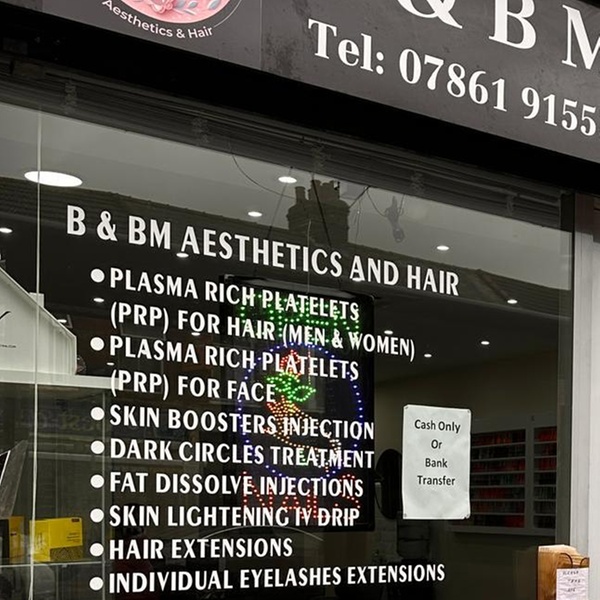 Aesthetics & Hair
& B M
Tel: 07861 9155
B & BM AESTHETICS AND HAIR
•PLASMA RICH PLATELETS
(PRP) FOR HAIR (MEN & WOMEN)
•PLASMA RICH PLATELETS
(PRP) FOR FACE
•SKIN BOOSTERS INJECTION
•DARK CIRCLES TREATMENT
•FAT DISSOLVE INJECTIONS
•SKIN LIGHTENING IV DRIP
•HAIR EXTENSIONS
•INDIVIDUAL EYELASHES EXTENSIONS
Cash Only
Or
Bank
Transfer